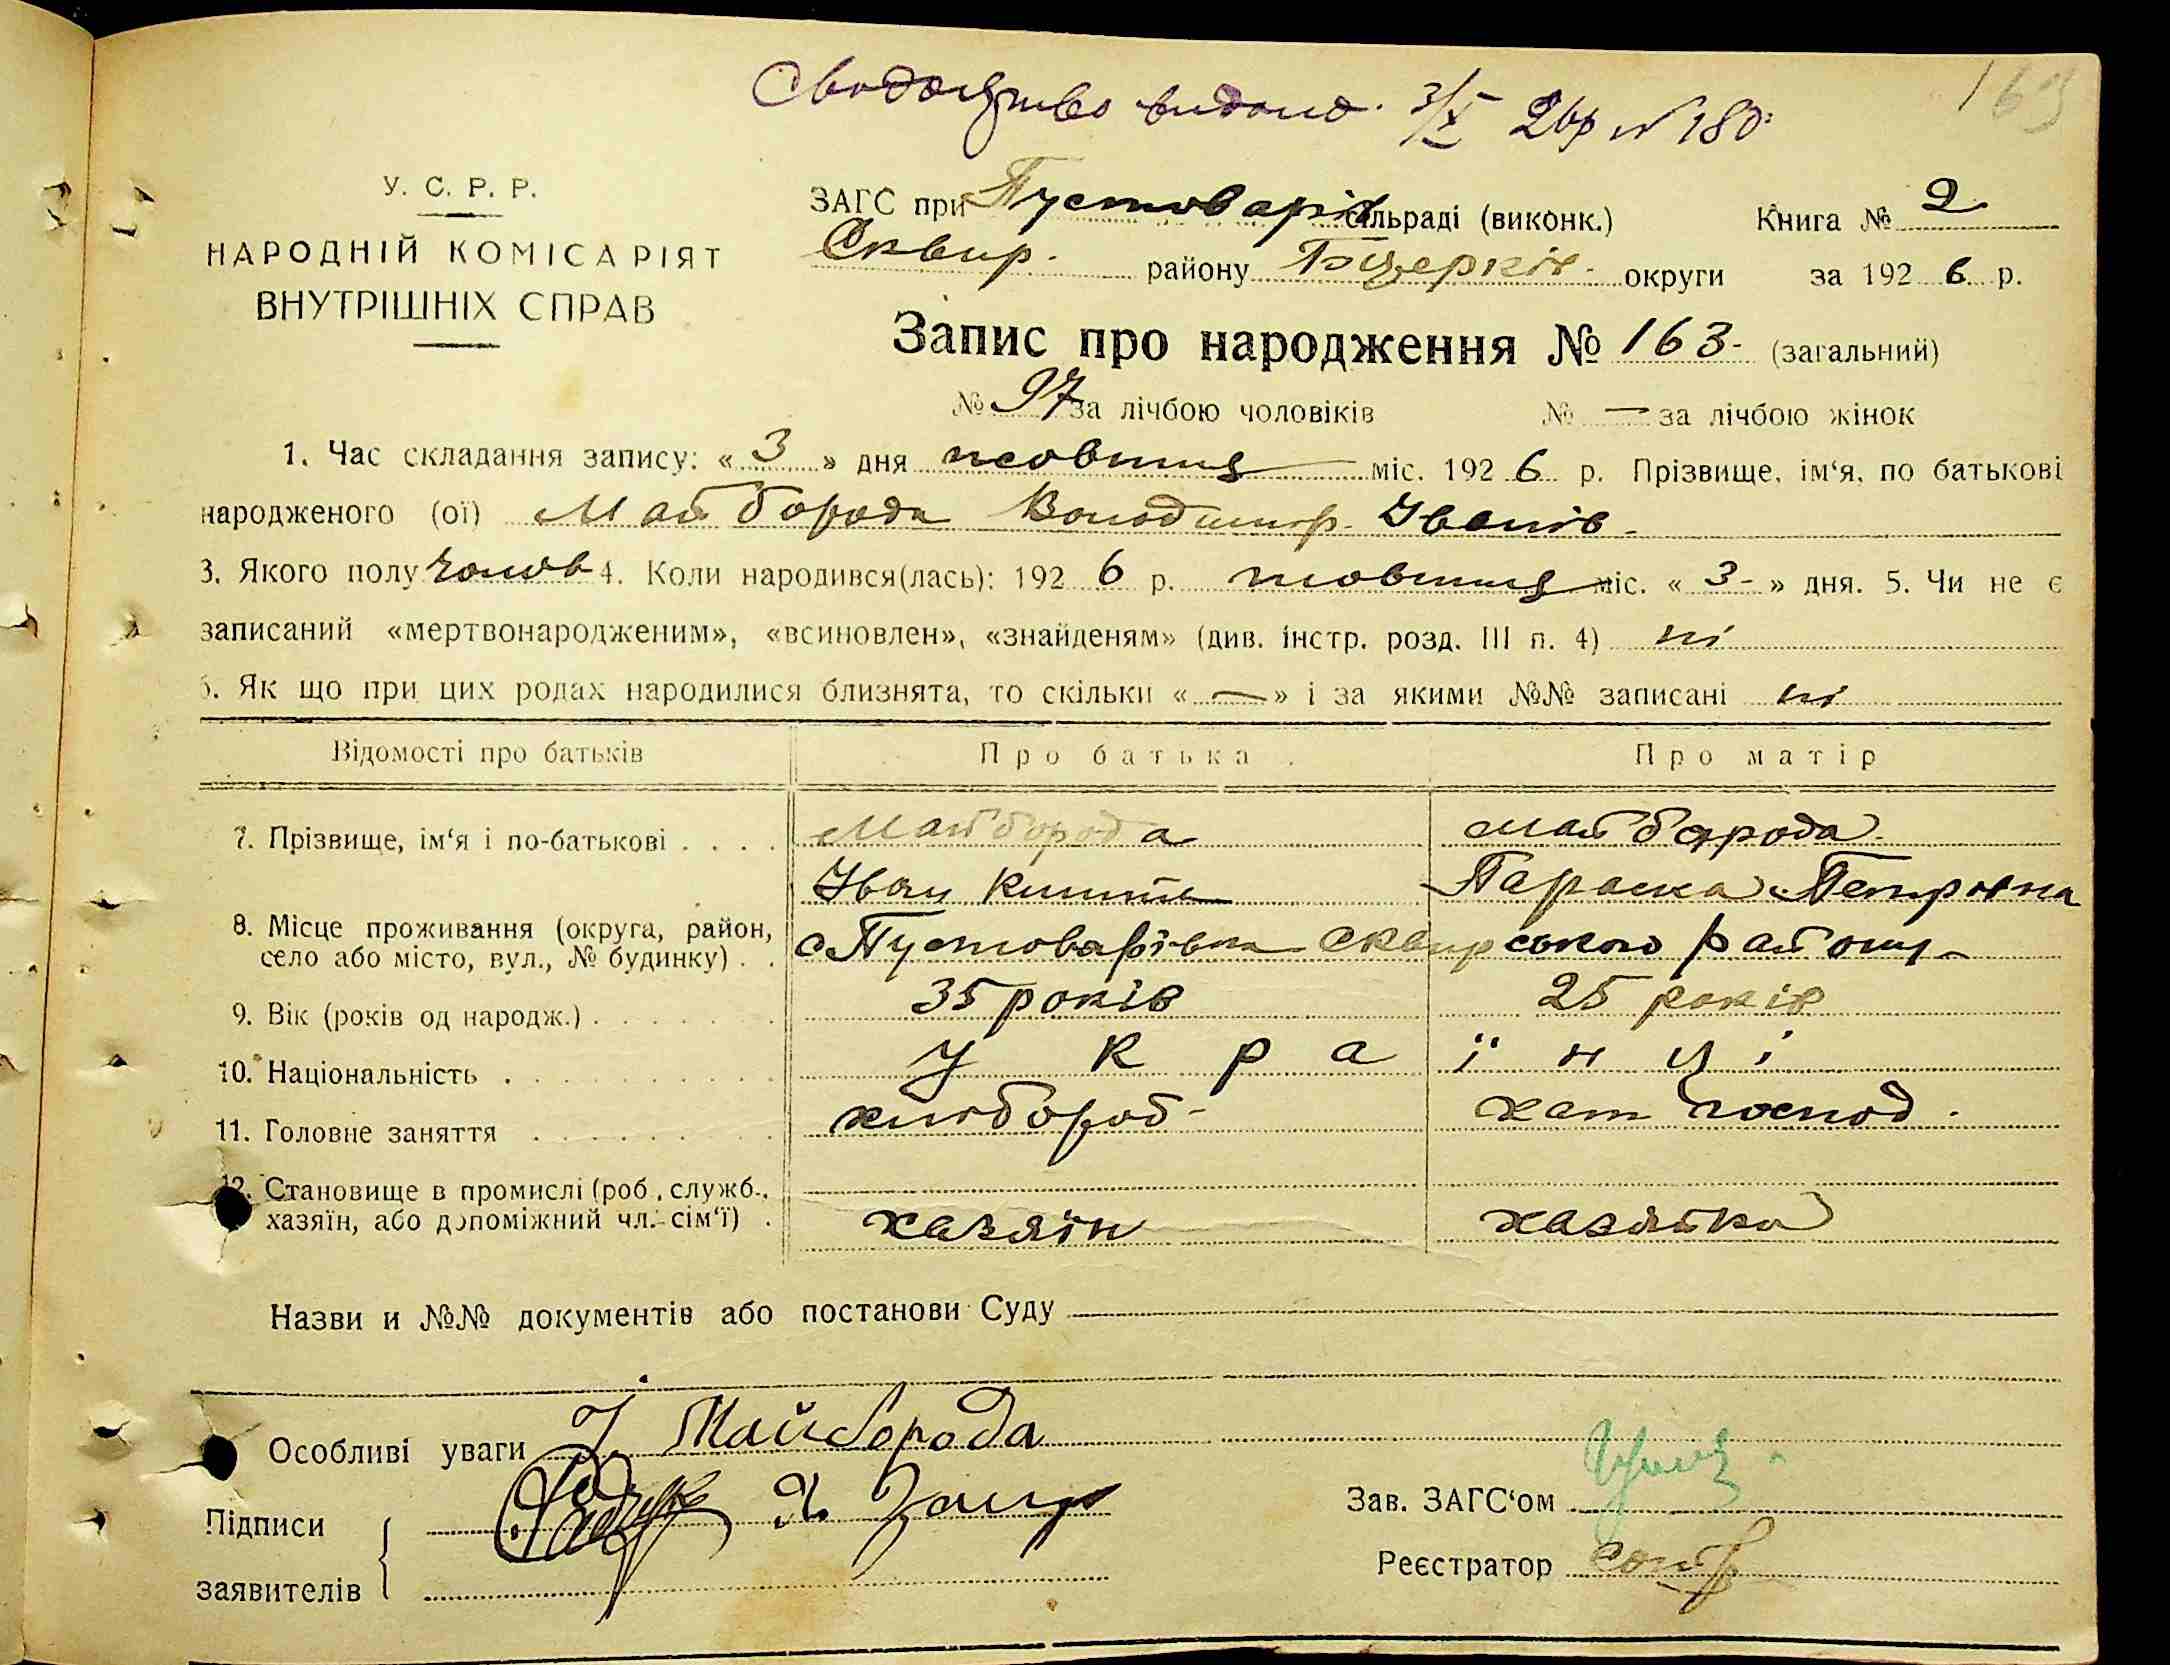 163
видано. 3/X 26р № 180.
У. С. Р. Р.
НАРОДНІЙ КОМІСАРІЯТ
ВНУТРІШНІХ СПРАВ
ЗАГС при Пустоварів сільраді (виконк.) Книга № 2
Сквир. району Бцерків. округи за 1926 р.
Запис про народження № 163- (загальний)
№ 97 за лічбою чоловіків № — за лічбою жінок
1. Час складання запису: « 3 » дня жовтня міс. 1926 р. Прізвище, ім‘я, по батькові
народженого (ої) Майборода Володимир Іванів.
3. Якого полу чолов 4. Коли народився(лась): 1926 р. жовтня міс. « 3- » дня. 5. Чи не є
записаний «мертвонародженим», «всиновлен», «знайденям» (див. інстр. розд. III п. 4) ні
6. Як що при цих родах народилися близнята, то скільки « — » і за якими №№ записані ні
Відомості про батьків Про батька Про матір
7. Прізвище, ім‘я і по-батькові . . . . Майборода Майборода
Іван Параска Петрівна
8. Місце проживання (округа, район,
село або місто, вул., № будинку) . . с Пустоварівка Сквирського району
9. Вік (років од народж.) . . . . . 35 років 25 років
10. Національність . . . . . . . . . У к р а ї н ц і
11. Головне заняття . . . . . . . . . хлібороб- хат господ.
12. Становище в промислі (роб., служб.,
хазяїн, або допоміжний чл. сім‘ї) . хазяїн хазяйка
Назви и №№ документів або постанови Суду
Особливі уваги І. Майборода
Підписи Зав. ЗАГС‘ом
заявителів Реєстратор